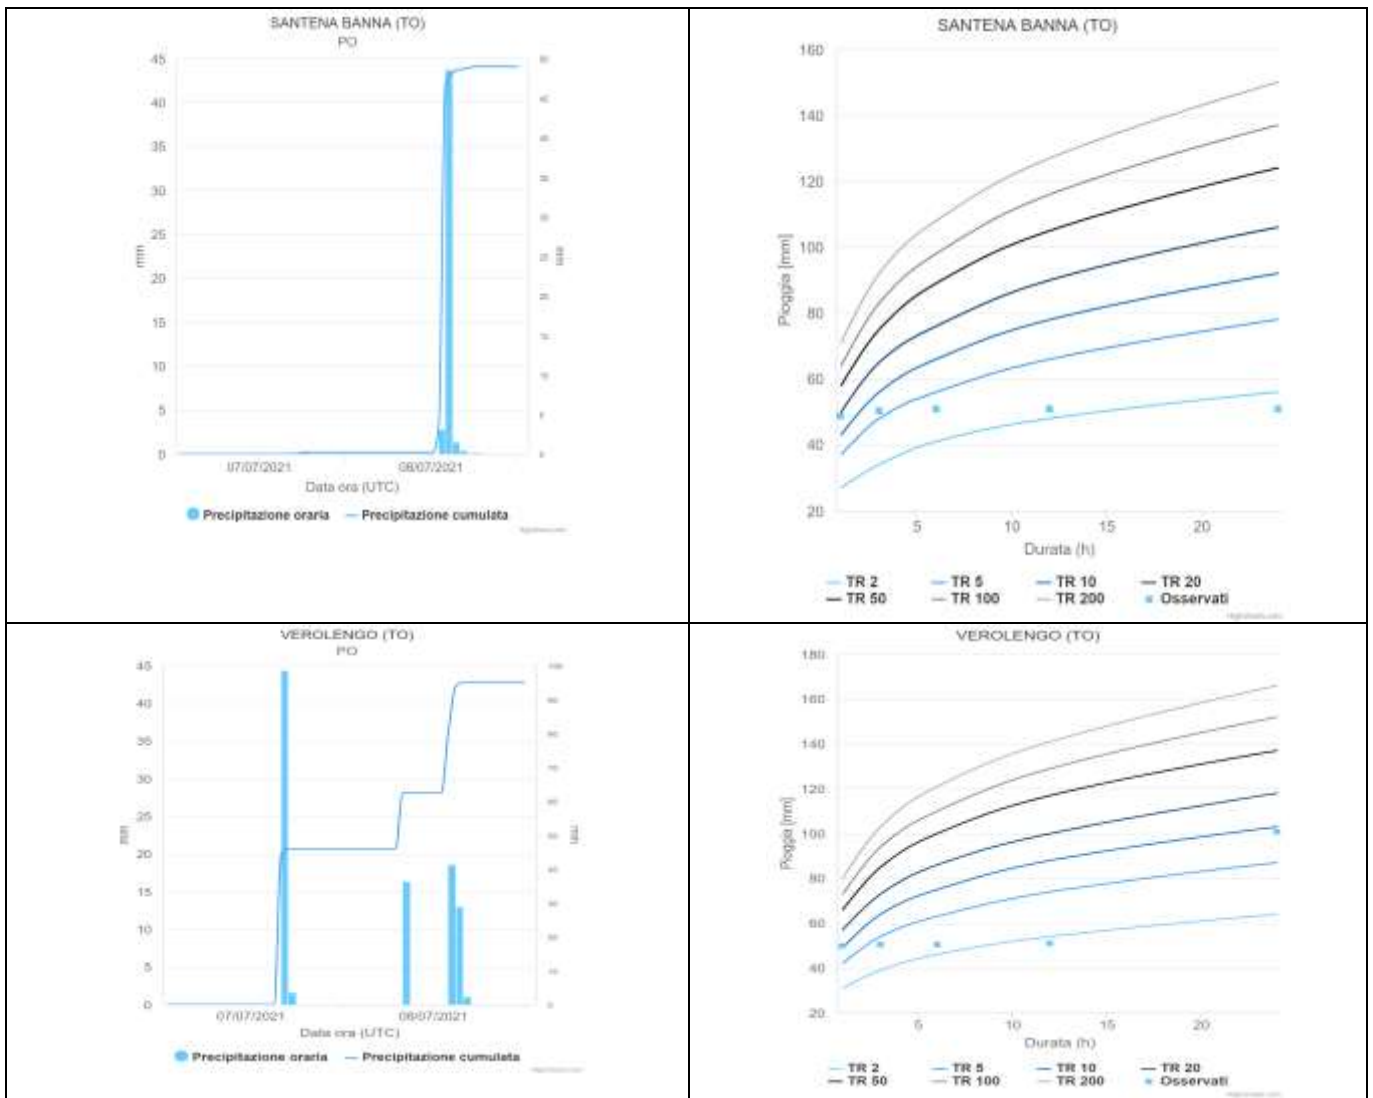 SANTENA BANNA (TO)
PO
45
40
35
30
25
20
15
10
5
0
mm
mm
07/07/2021 08/07/2021
Data ora (UTC)
Precipitazione oraria Precipitazione cumulata
SANTENA BANNA (TO)
160
140
120
100
80
60
40
20
Pioggia [mm]
5 10 15 20
Durata (h)
TR 2 TR 5 TR 10 TR 20
TR 50 TR 100 TR 200 Osservati
VEROLENGO (TO)
PO
45
40
35
30
25
20
15
10
5
0
mm
mm
07/07/2021 08/07/2021
Data ora (UTC)
Precipitazione oraria Precipitazione cumulata
VEROLENGO (TO)
180
160
140
120
100
80
60
40
20
Pioggia [mm]
5 10 15 20
Durata (h)
TR 2 TR 5 TR 10 TR 20
TR 50 TR 100 TR 200 Osservati